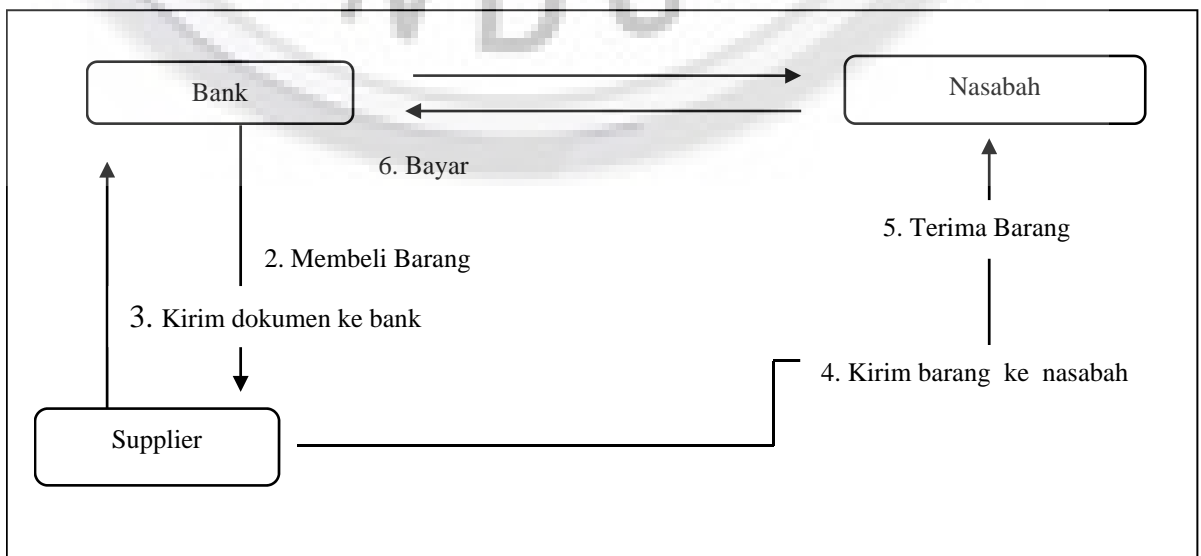 Bank
Nasabah
6. Bayar
5. Terima Barang
2. Membeli Barang
3. Kirim dokumen ke bank
4. Kirim barang ke nasabah
Supplier